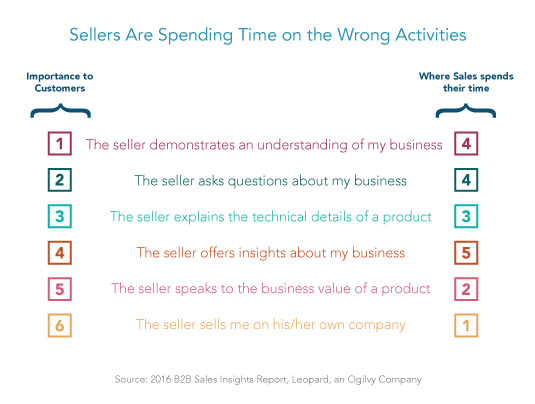 Sellers Are Spending Time on the Wrong Activities
Importance to
Customers
Where Sales spends
their time
1 The seller demonstrates an understanding of my business 4
2 The seller asks questions about my business 4
3 The seller explains the technical details of a product 3
4 The seller offers insights about my business 5
5 The seller speaks to the business value of a product 2
6 The seller sells me on his/her own company 1
Source: 2016 B2B Sales Insights Report, Leopard, an Ogilvy Company